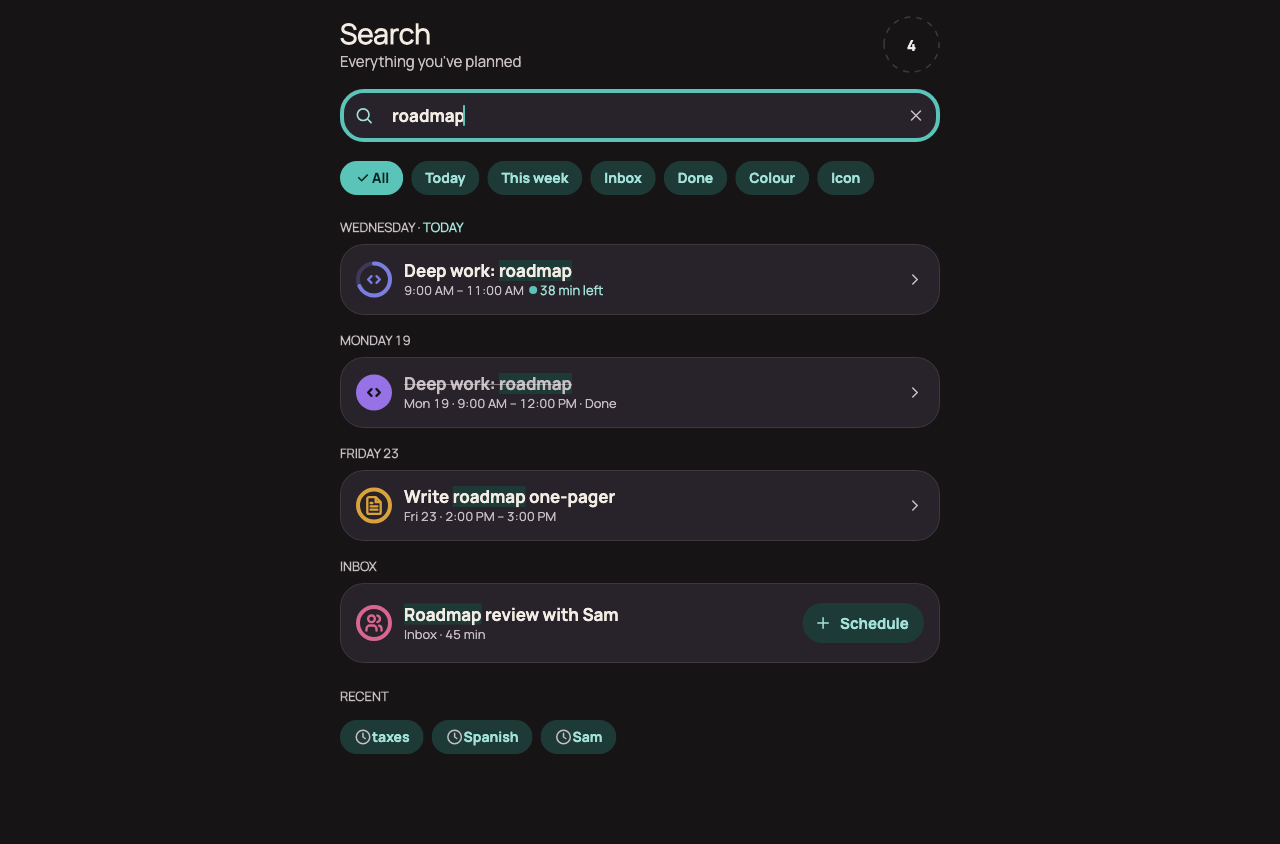 Search
Everything you've planned
4
roadmap
All
Today
This week
Inbox
Done
Colour
Icon
WEDNESDAY · TODAY
Deep work: roadmap
9:00 AM – 11:00 AM 38 min left
MONDAY 19
Deep work: roadmap
Mon 19 · 9:00 AM – 12:00 PM · Done
FRIDAY 23
Write roadmap one-pager
Fri 23 · 2:00 PM – 3:00 PM
INBOX
Roadmap review with Sam
Inbox · 45 min
Schedule
RECENT
taxes
Spanish
Sam